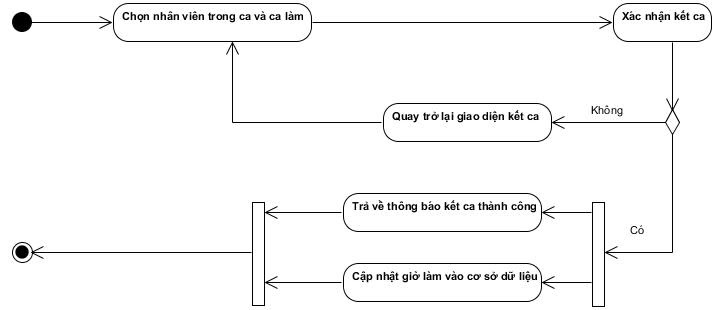 Chọn nhân viên trong ca và ca làm
Xác nhận kết ca
Quay trở lại giao diện kết ca
Không
Trả về thông báo kết ca thành công
Có
Cập nhật giờ làm vào cơ sở dữ liệu